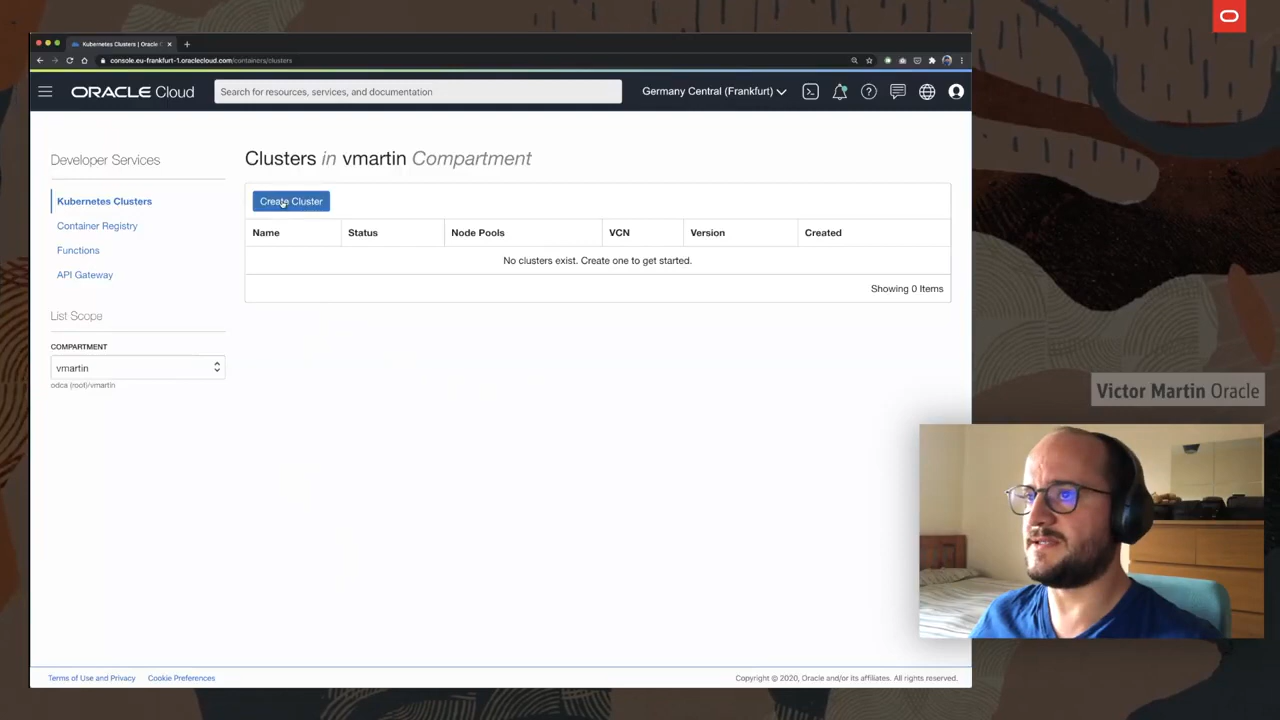 Kubernetes Clusters | Oracle C
console.eu-frankfurt-1.oraclecloud.com/containers/clusters
ORACLE Cloud
Search for resources, services, and documentation
Germany Central (Frankfurt)
Developer Services
Kubernetes Clusters
Container Registry
Functions
API Gateway
List Scope
COMPARTMENT
vmartin
odca (root)/vmartin
Clusters in vmartin Compartment
Create Cluster
Name Status Node Pools VCN Version Created
No clusters exist. Create one to get started.
Showing 0 Items
Victor Martin Oracle
Terms of Use and Privacy Cookie Preferences
Copyright © 2020, Oracle and/or its affiliates. All rights reserved.